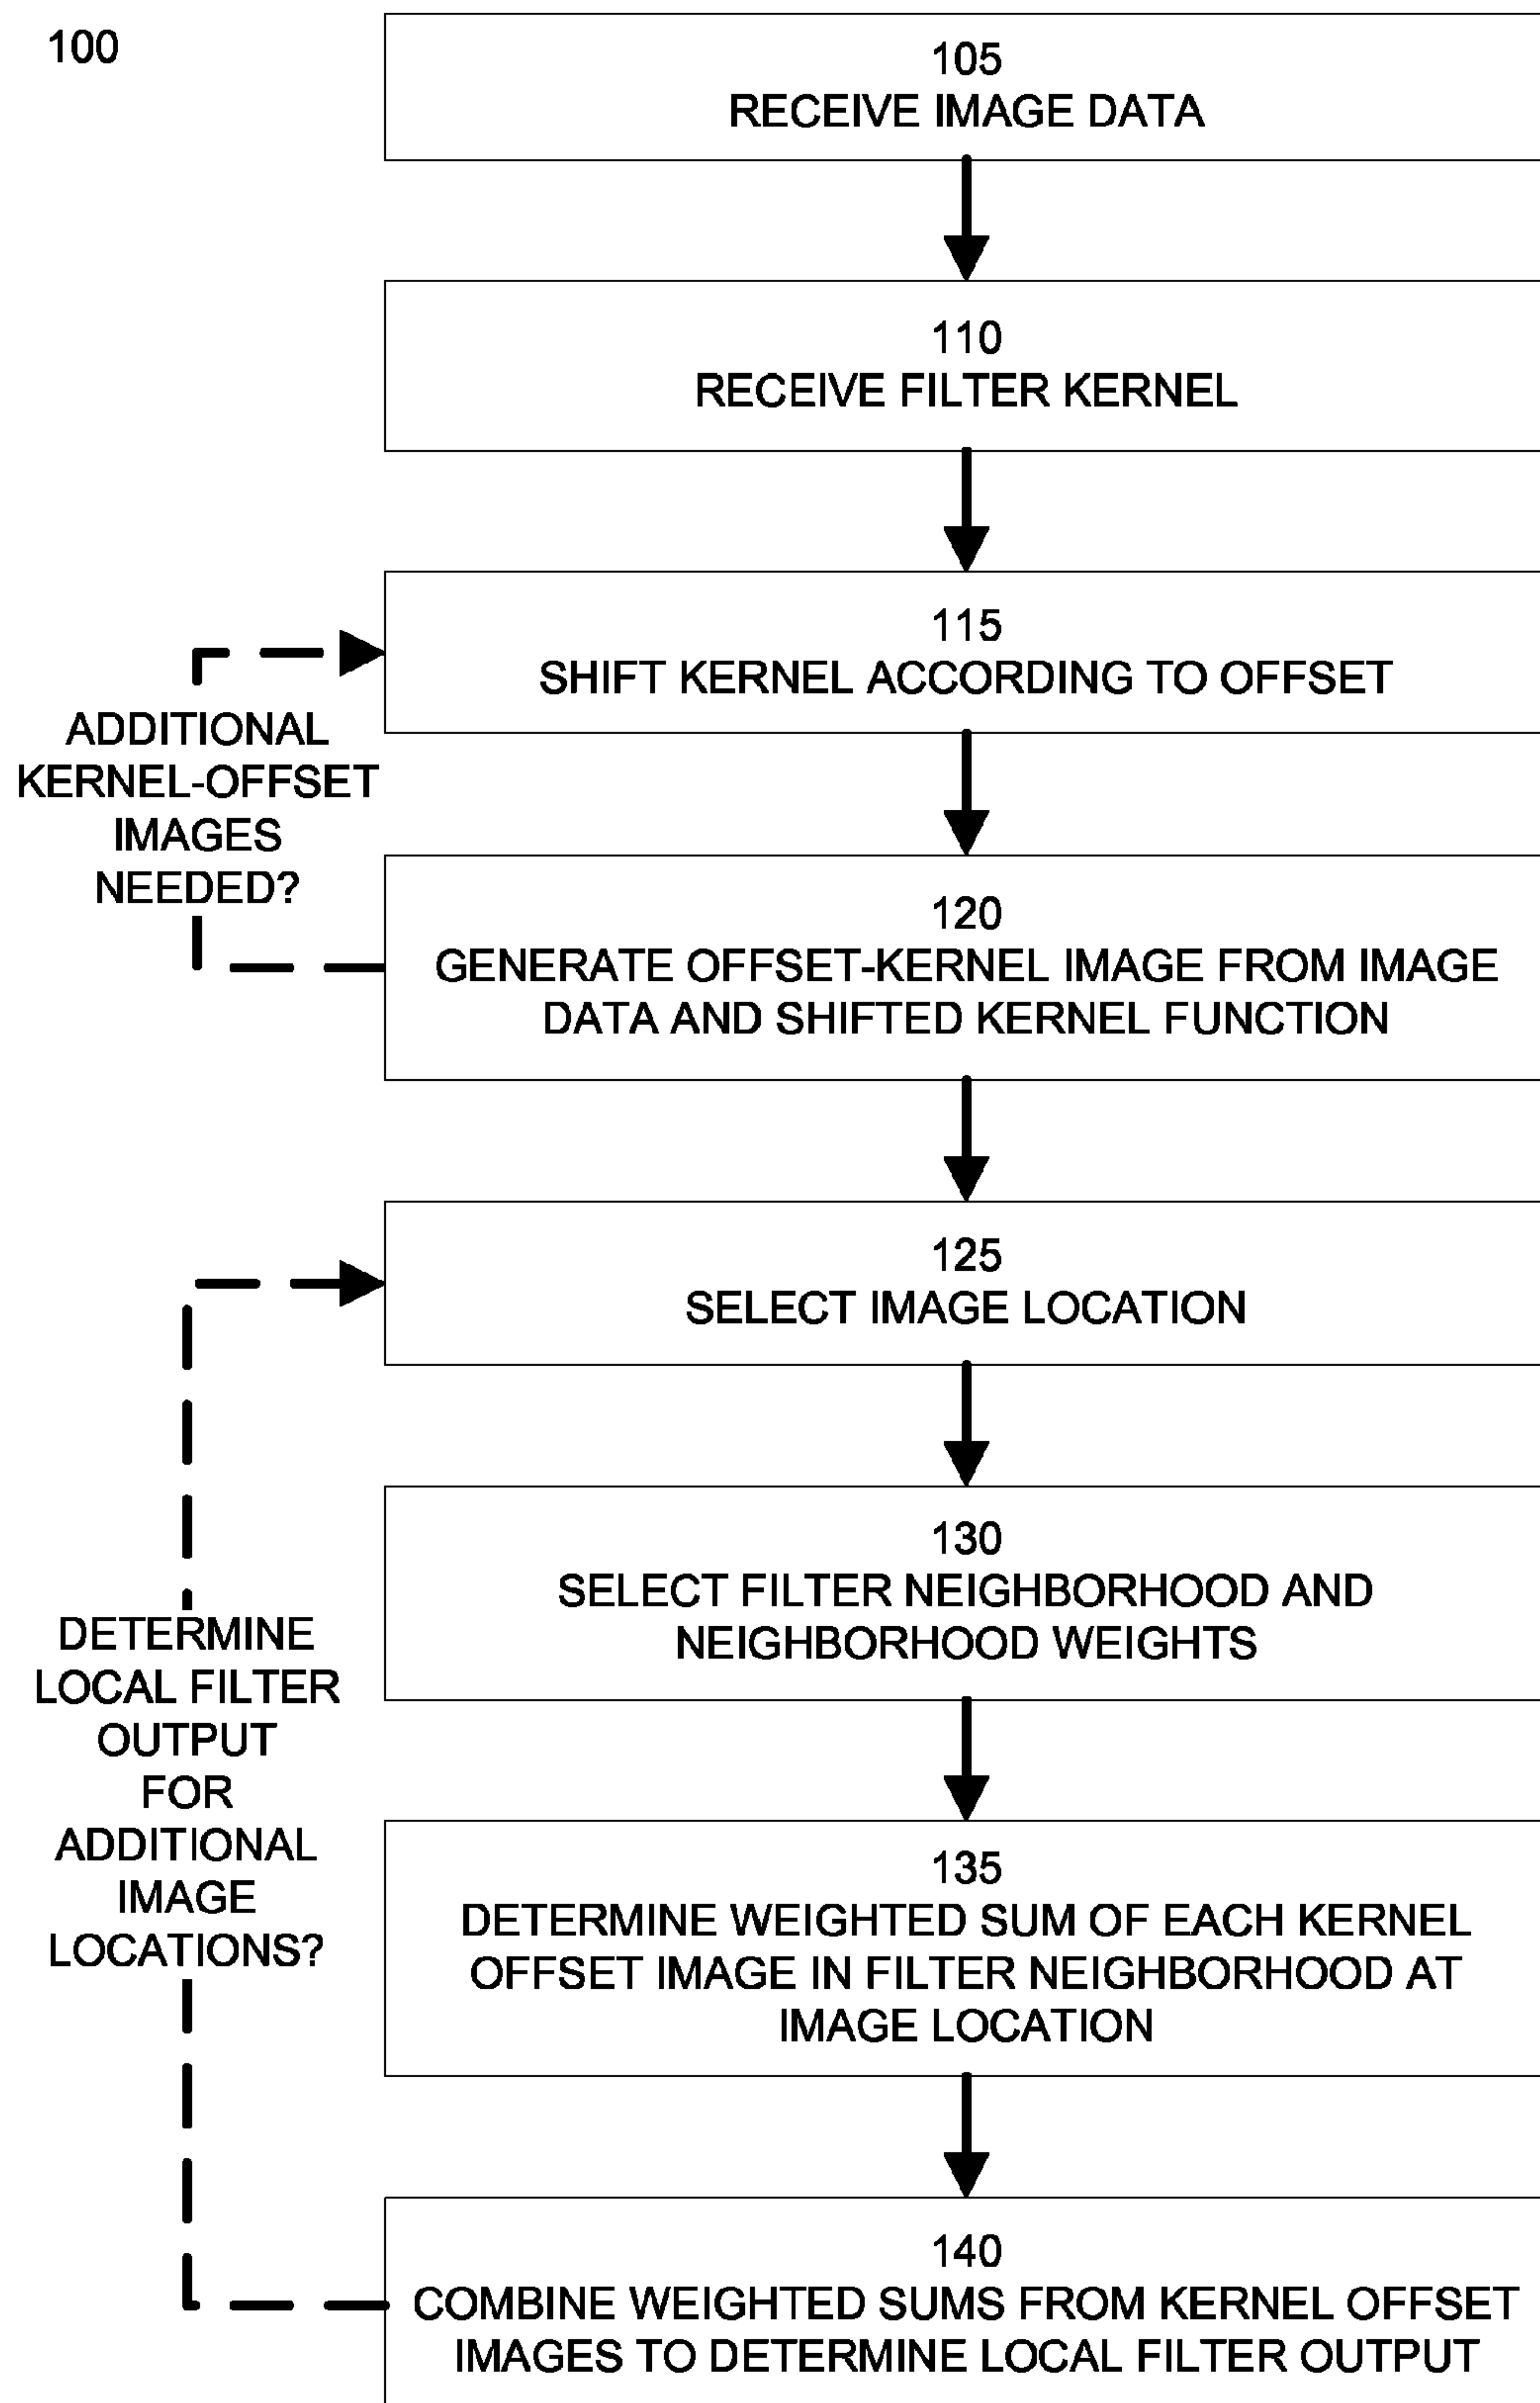 100
105
RECEIVE IMAGE DATA
110
RECEIVE FILTER KERNEL
115
SHIFT KERNEL ACCORDING TO OFFSET
ADDITIONAL
KERNEL-OFFSET
IMAGES
NEEDED?
120
GENERATE OFFSET-KERNEL IMAGE FROM IMAGE
DATA AND SHIFTED KERNEL FUNCTION
125
SELECT IMAGE LOCATION
130
SELECT FILTER NEIGHBORHOOD AND
NEIGHBORHOOD WEIGHTS
DETERMINE
LOCAL FILTER
OUTPUT
FOR
ADDITIONAL
IMAGE
LOCATIONS?
135
DETERMINE WEIGHTED SUM OF EACH KERNEL
OFFSET IMAGE IN FILTER NEIGHBORHOOD AT
IMAGE LOCATION
140
COMBINE WEIGHTED SUMS FROM KERNEL OFFSET
IMAGES TO DETERMINE LOCAL FILTER OUTPUT